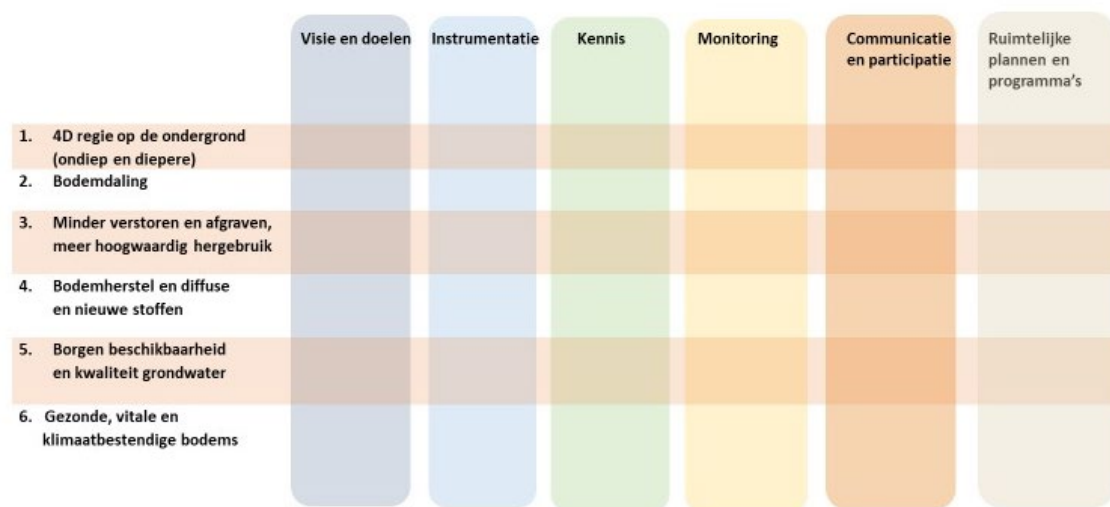 Visie en doelen
Instrumentatie
Kennis
Monitoring
Communicatie
en participatie
Ruimtelijke
plannen en
programma's
1. 4D regie op de ondergrond
(ondiep en diepere)
2. Bodemdaling
3. Minder verstoren en afgraven,
meer hoogwaardig hergebruik
4. Bodemherstel en diffuse
en nieuwe stoffen
5. Borgen beschikbaarheid
en kwaliteit grondwater
6. Gezonde, vitale en
klimaatbestendige bodems